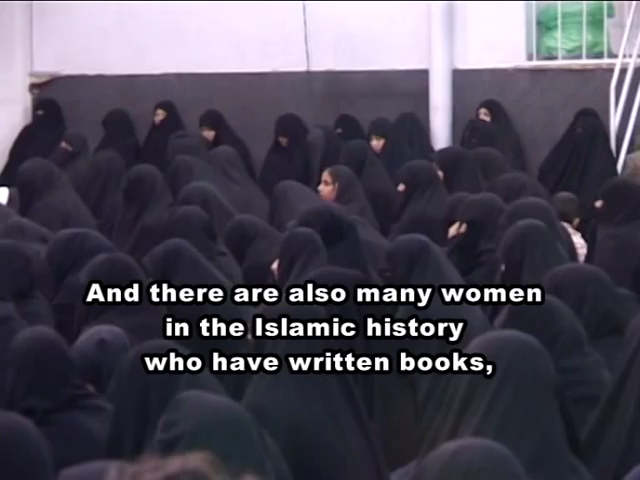 And there are also many women
in the Islamic history
who have written books,